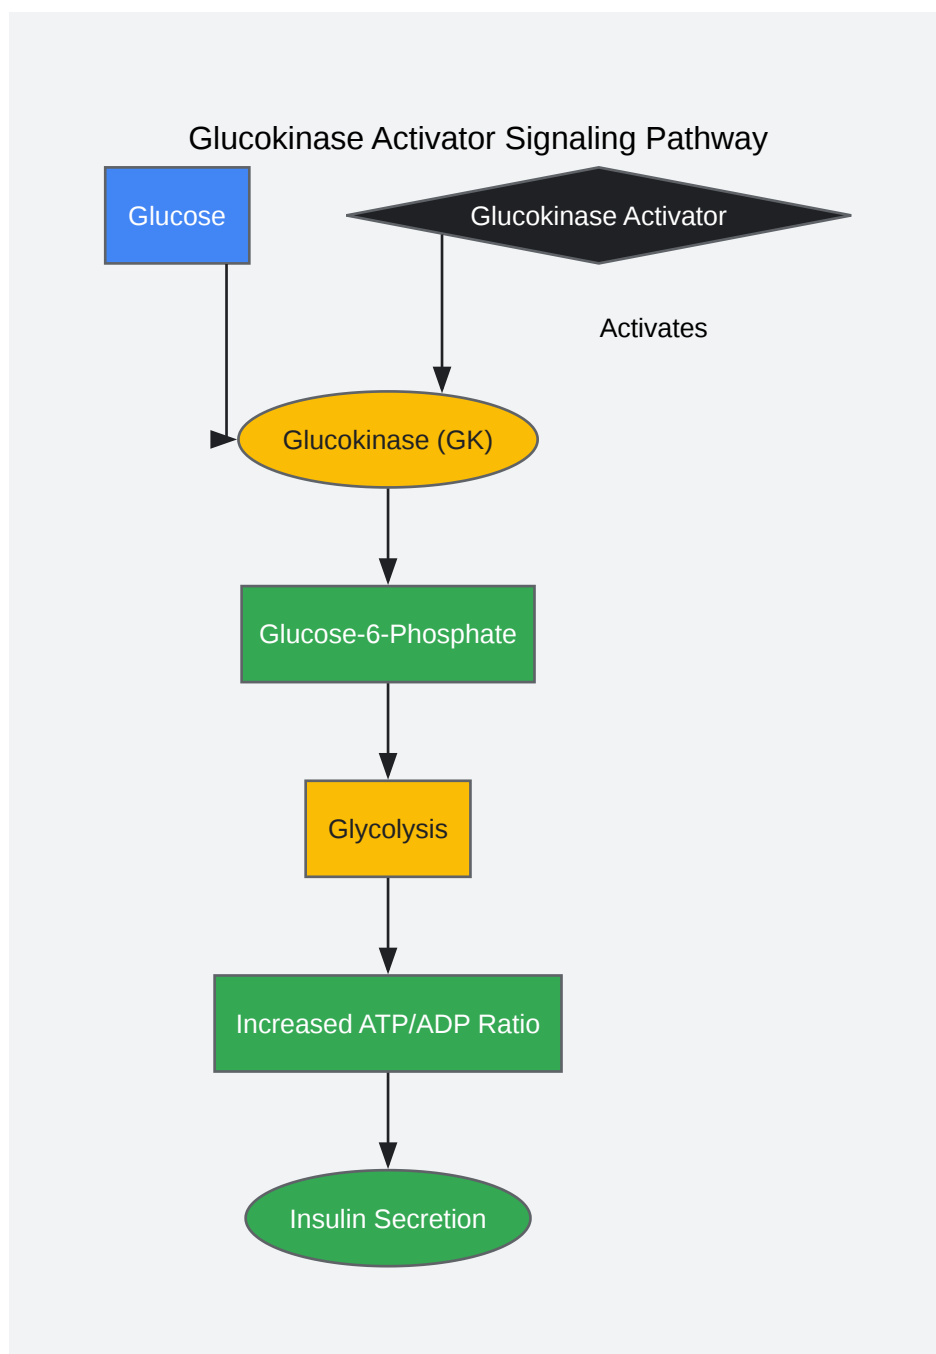 Glucokinase Activator Signaling Pathway
Glucose
Glucokinase Activator
Activates
Glucokinase (GK)
Glucose-6-Phosphate
Glycolysis
Increased ATP/ADP Ratio
Insulin Secretion